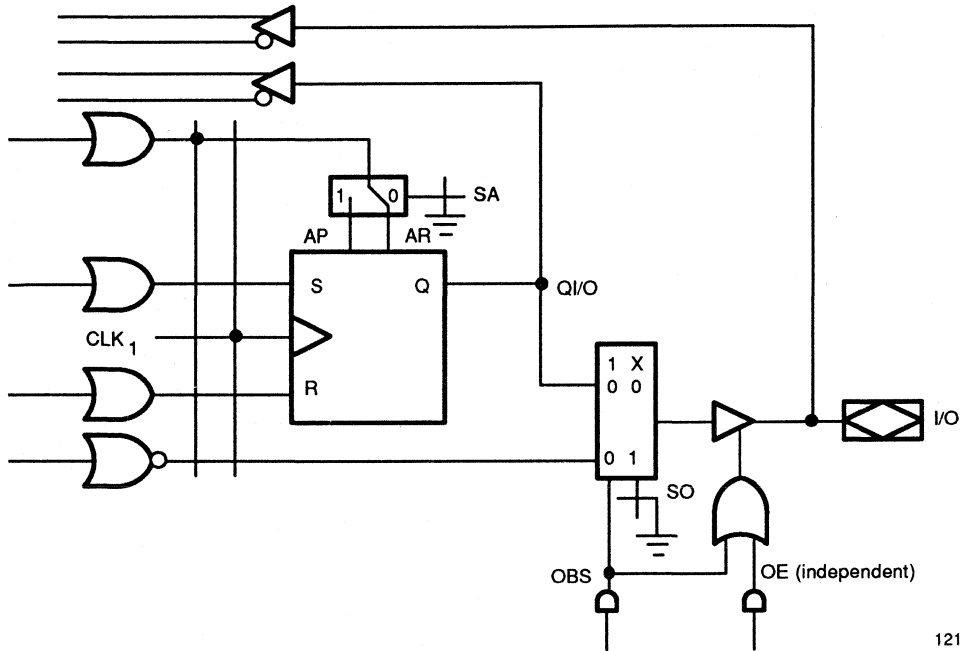 1 0 SA
AP AR
S Q QI/O
CLK1
R
1 X
0 0
I/O
0 1
SO
OBS OE (independent)
121